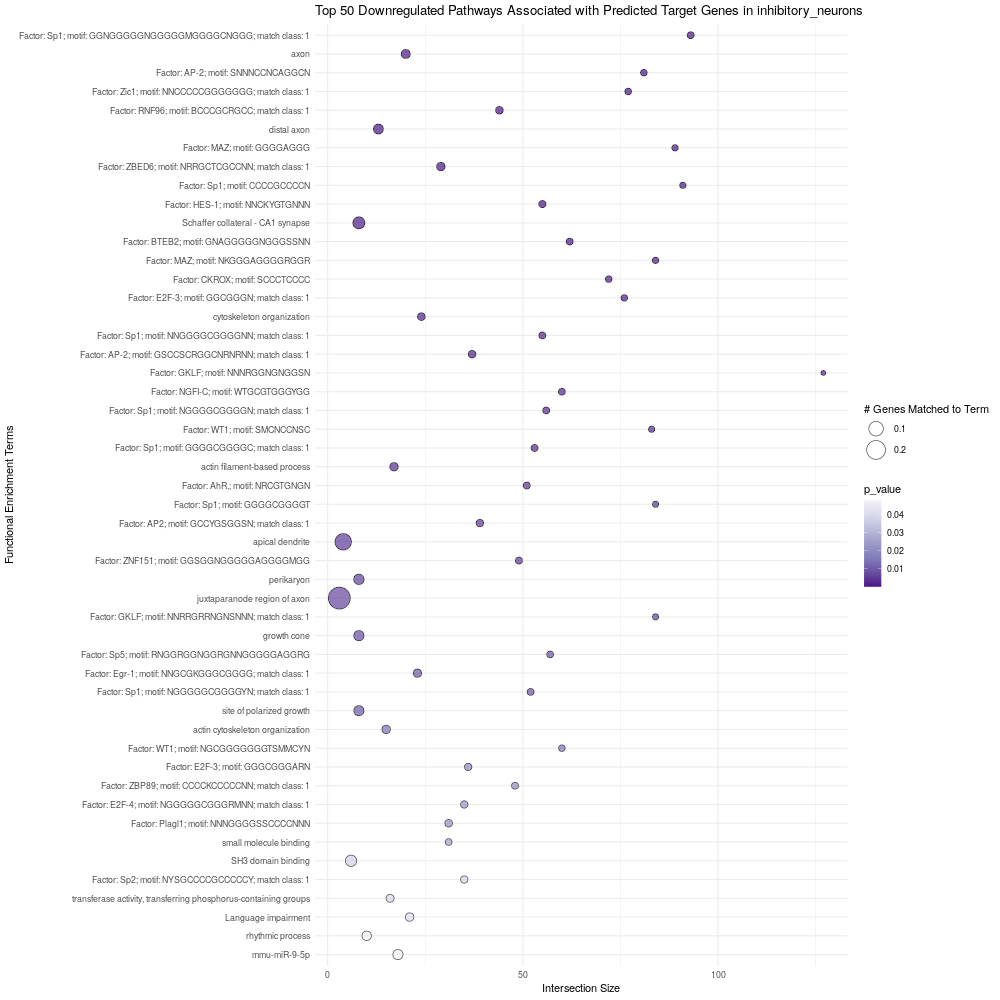 Top 50 Downregulated Pathways Associated with Predicted Target Genes in inhibitory_neurons
Factor: Sp1; motif: GGNGGGGGNGGGGGMGGGGCNGGG; match class: 1
axon
Factor: AP-2; motif: SNNNCCNCAGGCN
Factor: Zic1; motif: NNCCCCCGGGGGGG; match class: 1
Factor: RNF96; motif: BCCCGCRGCC; match class: 1
distal axon
Factor: MAZ; motif: GGGGAGGG
Factor: ZBED6; motif: NRRGCTCGCCNN; match class: 1
Factor: Sp1; motif: CCCCGCCCCN
Factor: HES-1; motif: NNCKYGTGNNN
Schaffer collateral - CA1 synapse
Factor: BTEB2; motif: GNAGGGGGNGGGSSNN
Factor: MAZ; motif: NKGGGAGGGGRGGR
Factor: CKROX; motif: SCCCTCCCC
Factor: E2F-3; motif: GGCGGGN; match class: 1
cytoskeleton organization
Factor: Sp1; motif: NNGGGGCGGGGNN; match class: 1
Factor: AP-2; motif: GSCCSCRGGCNRNRNN; match class: 1
Factor: GKLF; motif: NNNRGGNGNGGSN
Factor: NGFI-C; motif: WTGCGTGGGYGG
Factor: Sp1; motif: NGGGGCGGGGN; match class: 1
Factor: WT1; motif: SMCNCCNSC
Factor: Sp1; motif: GGGGCGGGGC; match class: 1
actin filament-based process
Factor: AhR,; motif: NRCGTGNGN
Factor: Sp1; motif: GGGGCGGGGT
Factor: AP2; motif: GCCYGSGGSN; match class: 1
apical dendrite
Factor: ZNF151; motif: GGSGGNGGGGGAGGGGMGG
perikaryon
juxtaparanode region of axon
Factor: GKLF; motif: NNRRGRRNGNSNNN; match class: 1
growth cone
Factor: Sp5; motif: RNGGRGGNGGRGNNGGGGGAGGRG
Factor: Egr-1; motif: NNGCGKGGGCGGGG; match class: 1
Factor: Sp1; motif: NGGGGGCGGGGYN; match class: 1
site of polarized growth
actin cytoskeleton organization
Factor: WT1; motif: NGCGGGGGGGTSMMCYN
Factor: E2F-3; motif: GGGCGGGARN
Factor: ZBP89; motif: CCCCKCCCCCNN; match class: 1
Factor: E2F-4; motif: NGGGGGCGGGRMNN; match class: 1
Factor: Plagl1; motif: NNNGGGGSSCCCCNNN
small molecule binding
SH3 domain binding
Factor: Sp2; motif: NYSGCCCCGCCCCCY; match class: 1
transferase activity, transferring phosphorus-containing groups
Language impairment
rhythmic process
mmu-miR-9-5p
0
50
100
Intersection Size
Functional Enrichment Terms
# Genes Matched to Term
0.1
0.2
p_value
0.04
0.03
0.02
0.01